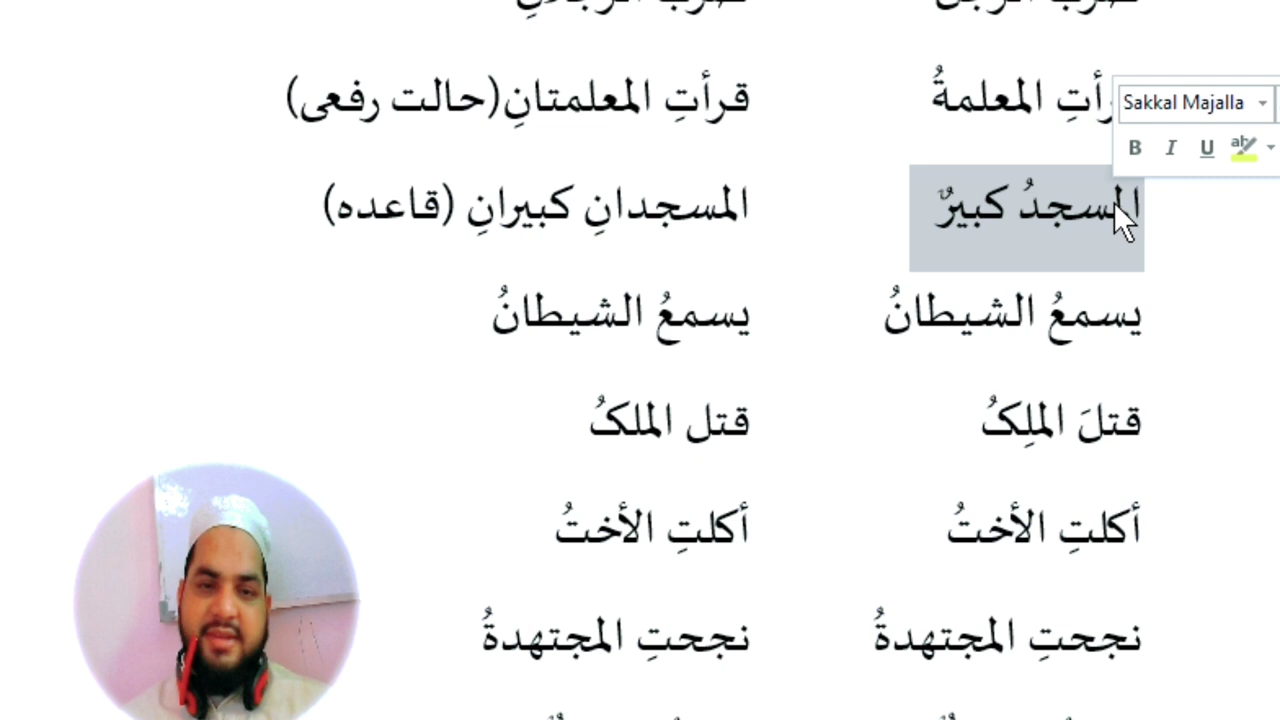 قرأتِ المعلمتانِ(حالت رفعی)
Sakkal Majalla
B I U
المسجدُ كبيرٌ المسجدانِ كبيرانِ (قاعده)
يسمعُ الشيطانُ يسمعُ الشيطانُ
قتلَ الملِکُ قتل الملکُ
أكلتِ الأختُ أكلتِ الأختُ
نجحتِ المجتهدةُ نجحتِ المجتهدةُ